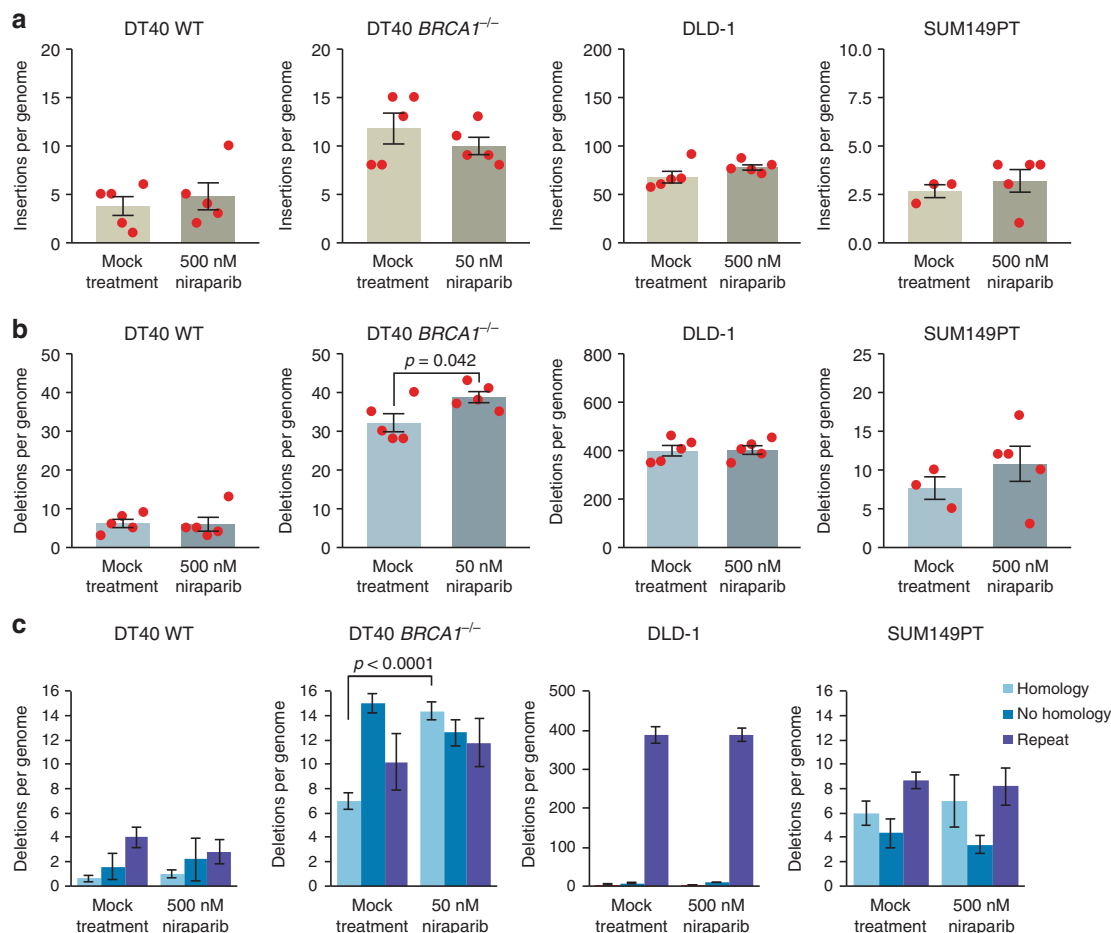 a
DT40 WT
DT40 BRCA1–/–
DLD-1
SUM149PT
Insertions per genome
20
15
10
5
0
Mock treatment
500 nM niraparib
Insertions per genome
20
15
10
5
0
Mock treatment
50 nM niraparib
Insertions per genome
200
150
100
50
0
Mock treatment
500 nM niraparib
Insertions per genome
10
7.5
5.0
2.5
0.0
Mock treatment
500 nM niraparib
b
DT40 WT
DT40 BRCA1–/–
DLD-1
SUM149PT
Deletions per genome
50
40
30
20
10
0
Mock treatment
500 nM niraparib
Deletions per genome
50
40
30
20
10
0
p = 0.042
Mock treatment
50 nM niraparib
Deletions per genome
800
600
400
200
0
Mock treatment
500 nM niraparib
Deletions per genome
25
20
15
10
5
0
Mock treatment
500 nM niraparib
c
DT40 WT
DT40 BRCA1–/–
DLD-1
SUM149PT
Deletions per genome
16
14
12
10
8
6
4
2
0
Mock treatment
500 nM niraparib
Deletions per genome
16
14
12
10
8
6
4
2
0
p < 0.0001
Mock treatment
50 nM niraparib
Deletions per genome
500
400
300
200
100
0
Mock treatment
500 nM niraparib
Deletions per genome
16
14
12
10
8
6
4
2
0
Mock treatment
500 nM niraparib
Homology
No homology
Repeat